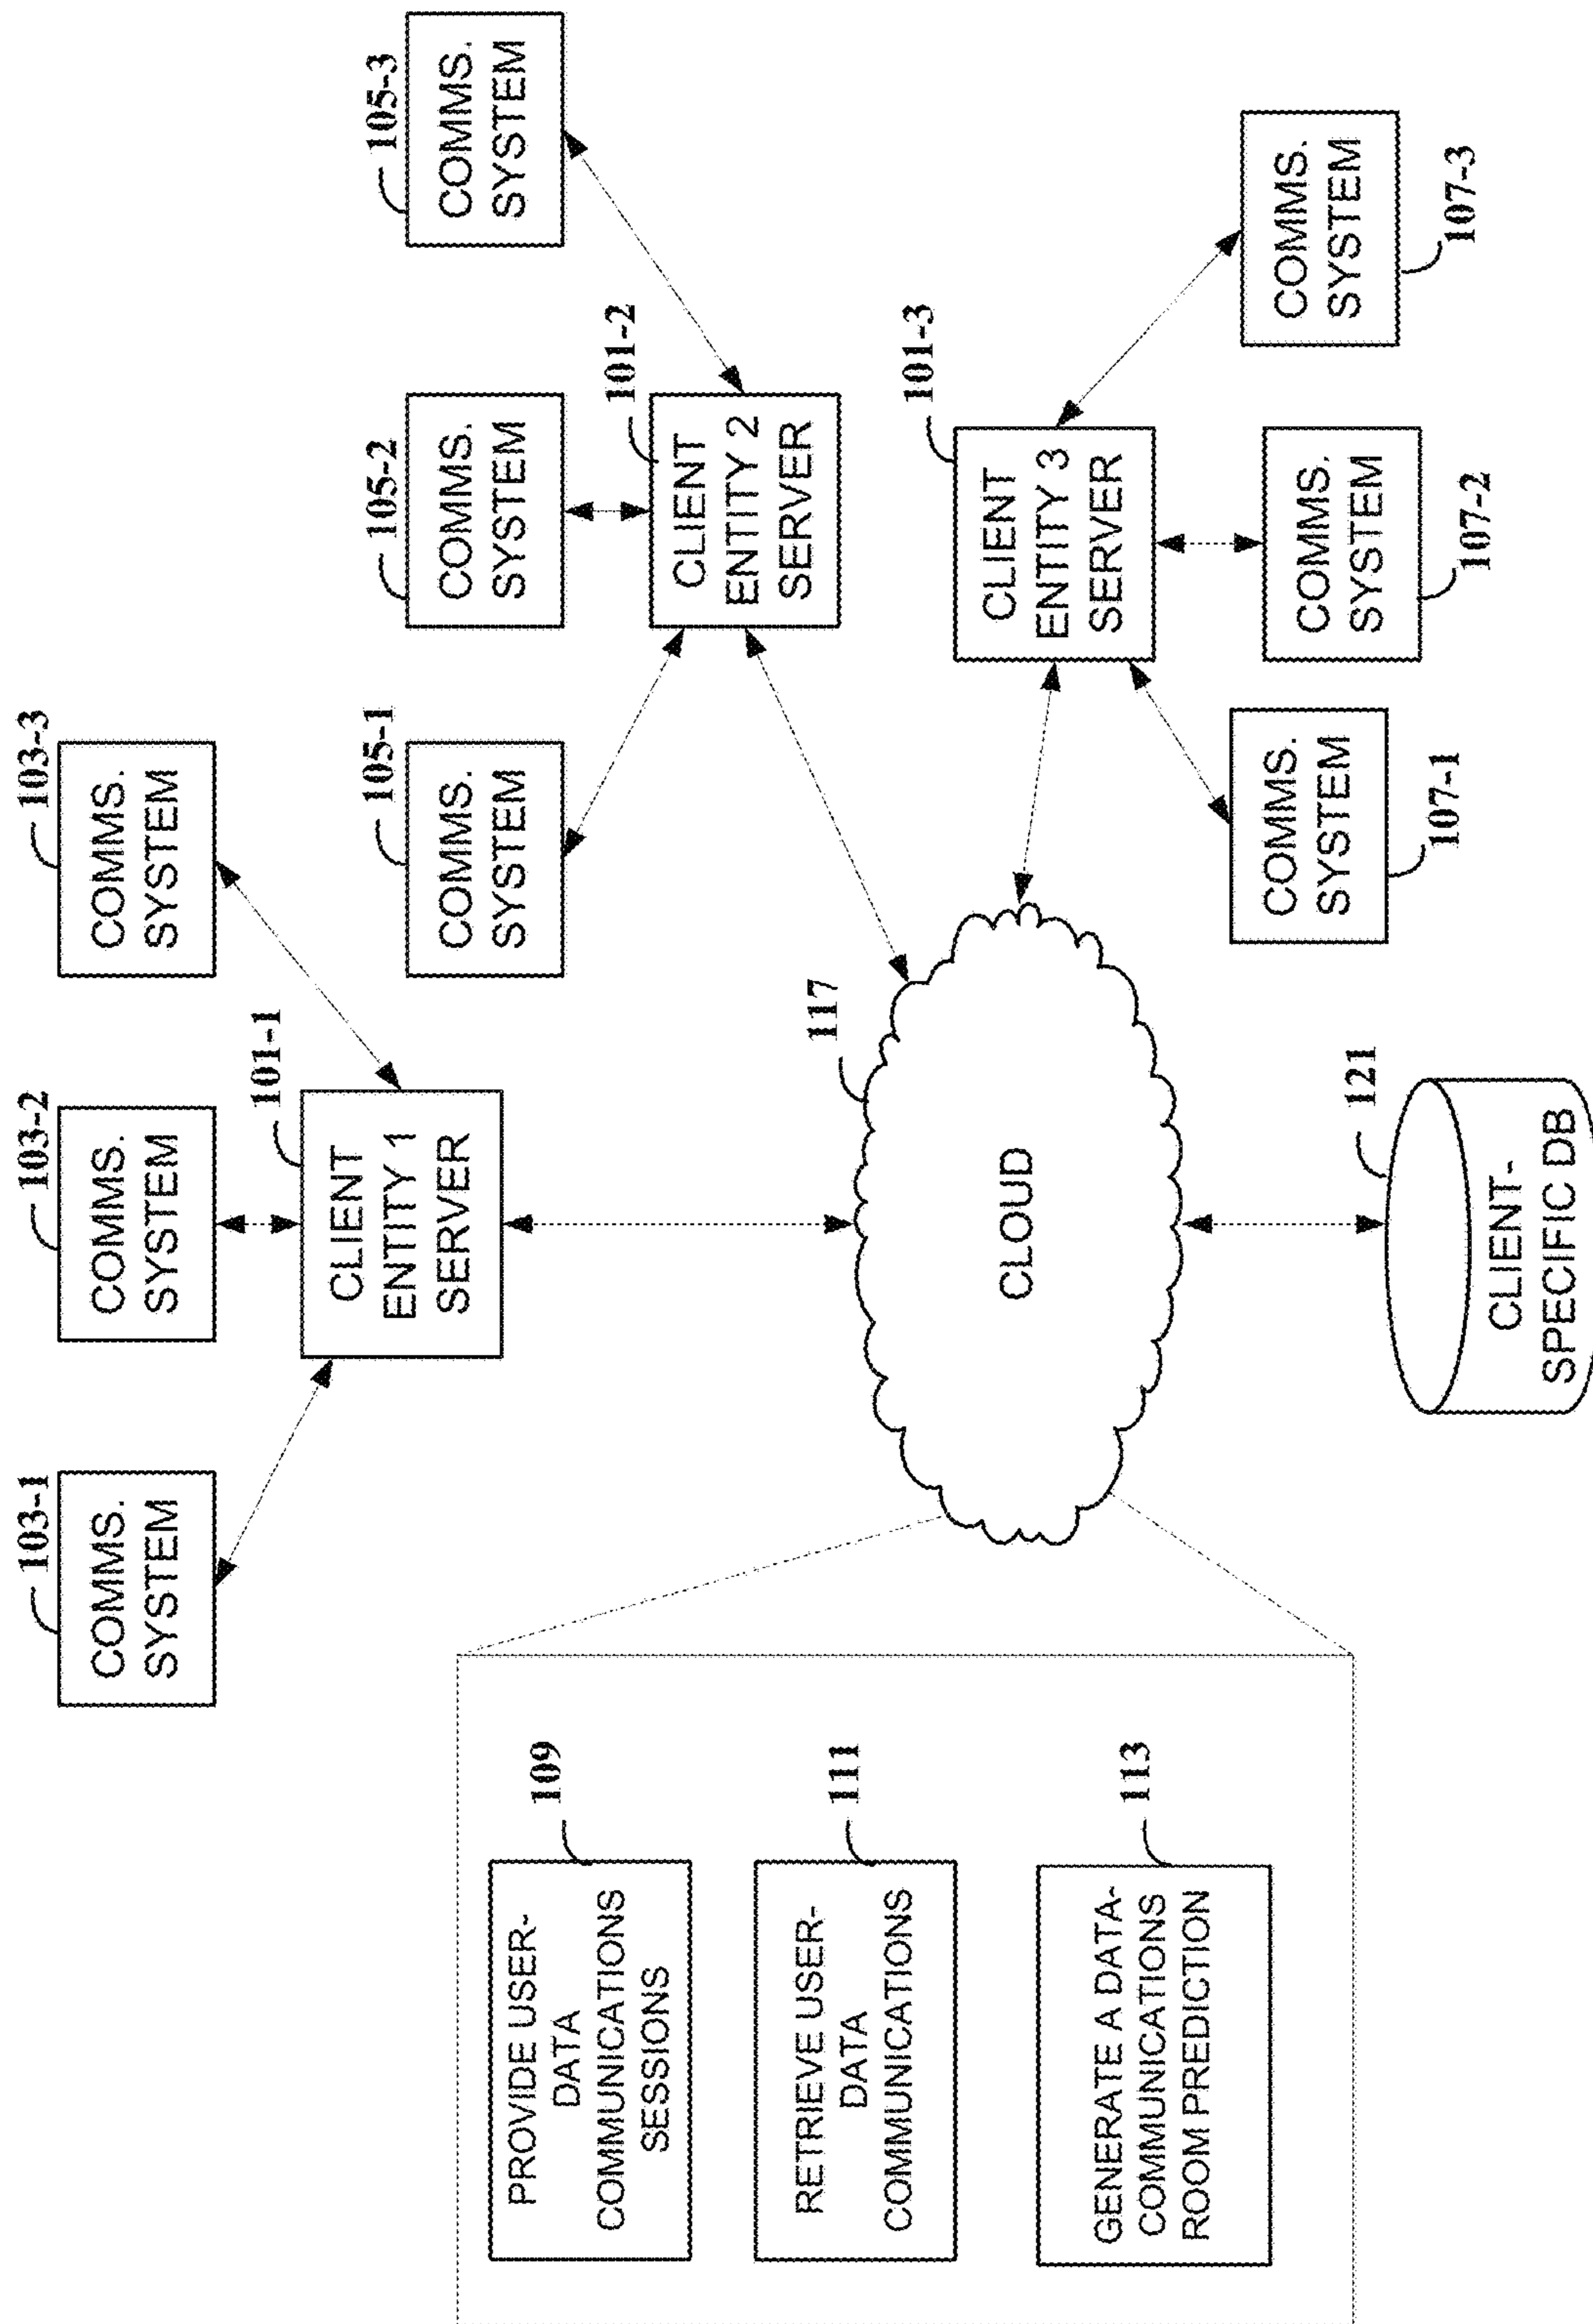 103-1
COMMS.
SYSTEM
103-2
COMMS.
SYSTEM
103-3
COMMS.
SYSTEM
101-1
CLIENT
ENTITY 1
SERVER
105-1
COMMS.
SYSTEM
105-2
COMMS.
SYSTEM
105-3
COMMS.
SYSTEM
101-2
CLIENT
ENTITY 2
SERVER
109
PROVIDE USER-
DATA
COMMUNICATIONS
SESSIONS
111
RETRIEVE USER-
DATA
COMMUNICATIONS
113
GENERATE A DATA-
COMMUNICATIONS
ROOM PREDICTION
117
CLOUD
101-3
CLIENT
ENTITY 3
SERVER
107-1
COMMS.
SYSTEM
107-2
COMMS.
SYSTEM
107-3
COMMS.
SYSTEM
121
CLIENT-
SPECIFIC DB